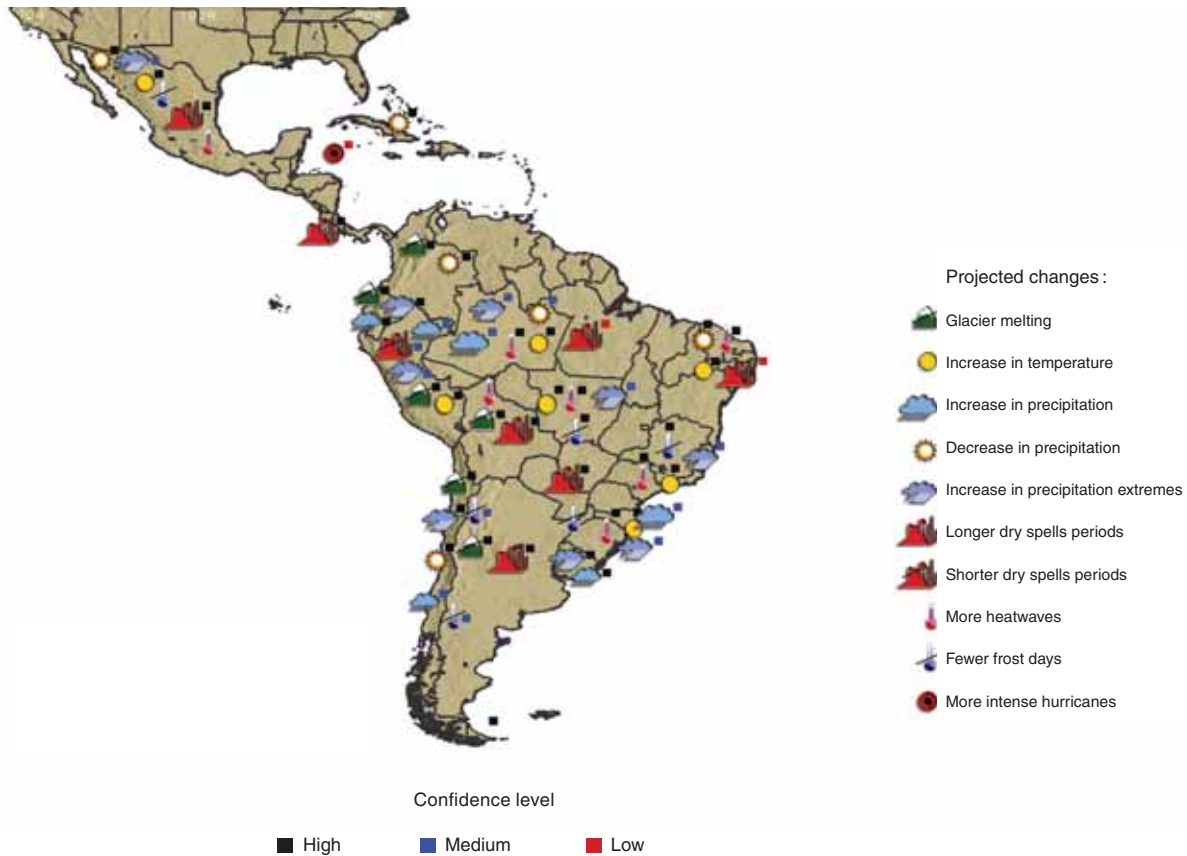 Projected changes :
Glacier melting
Increase in temperature
Increase in precipitation
Decrease in precipitation
Increase in precipitation extremes
Longer dry spells periods
Shorter dry spells periods
More heatwaves
Fewer frost days
More intense hurricanes
Confidence level
High Medium Low